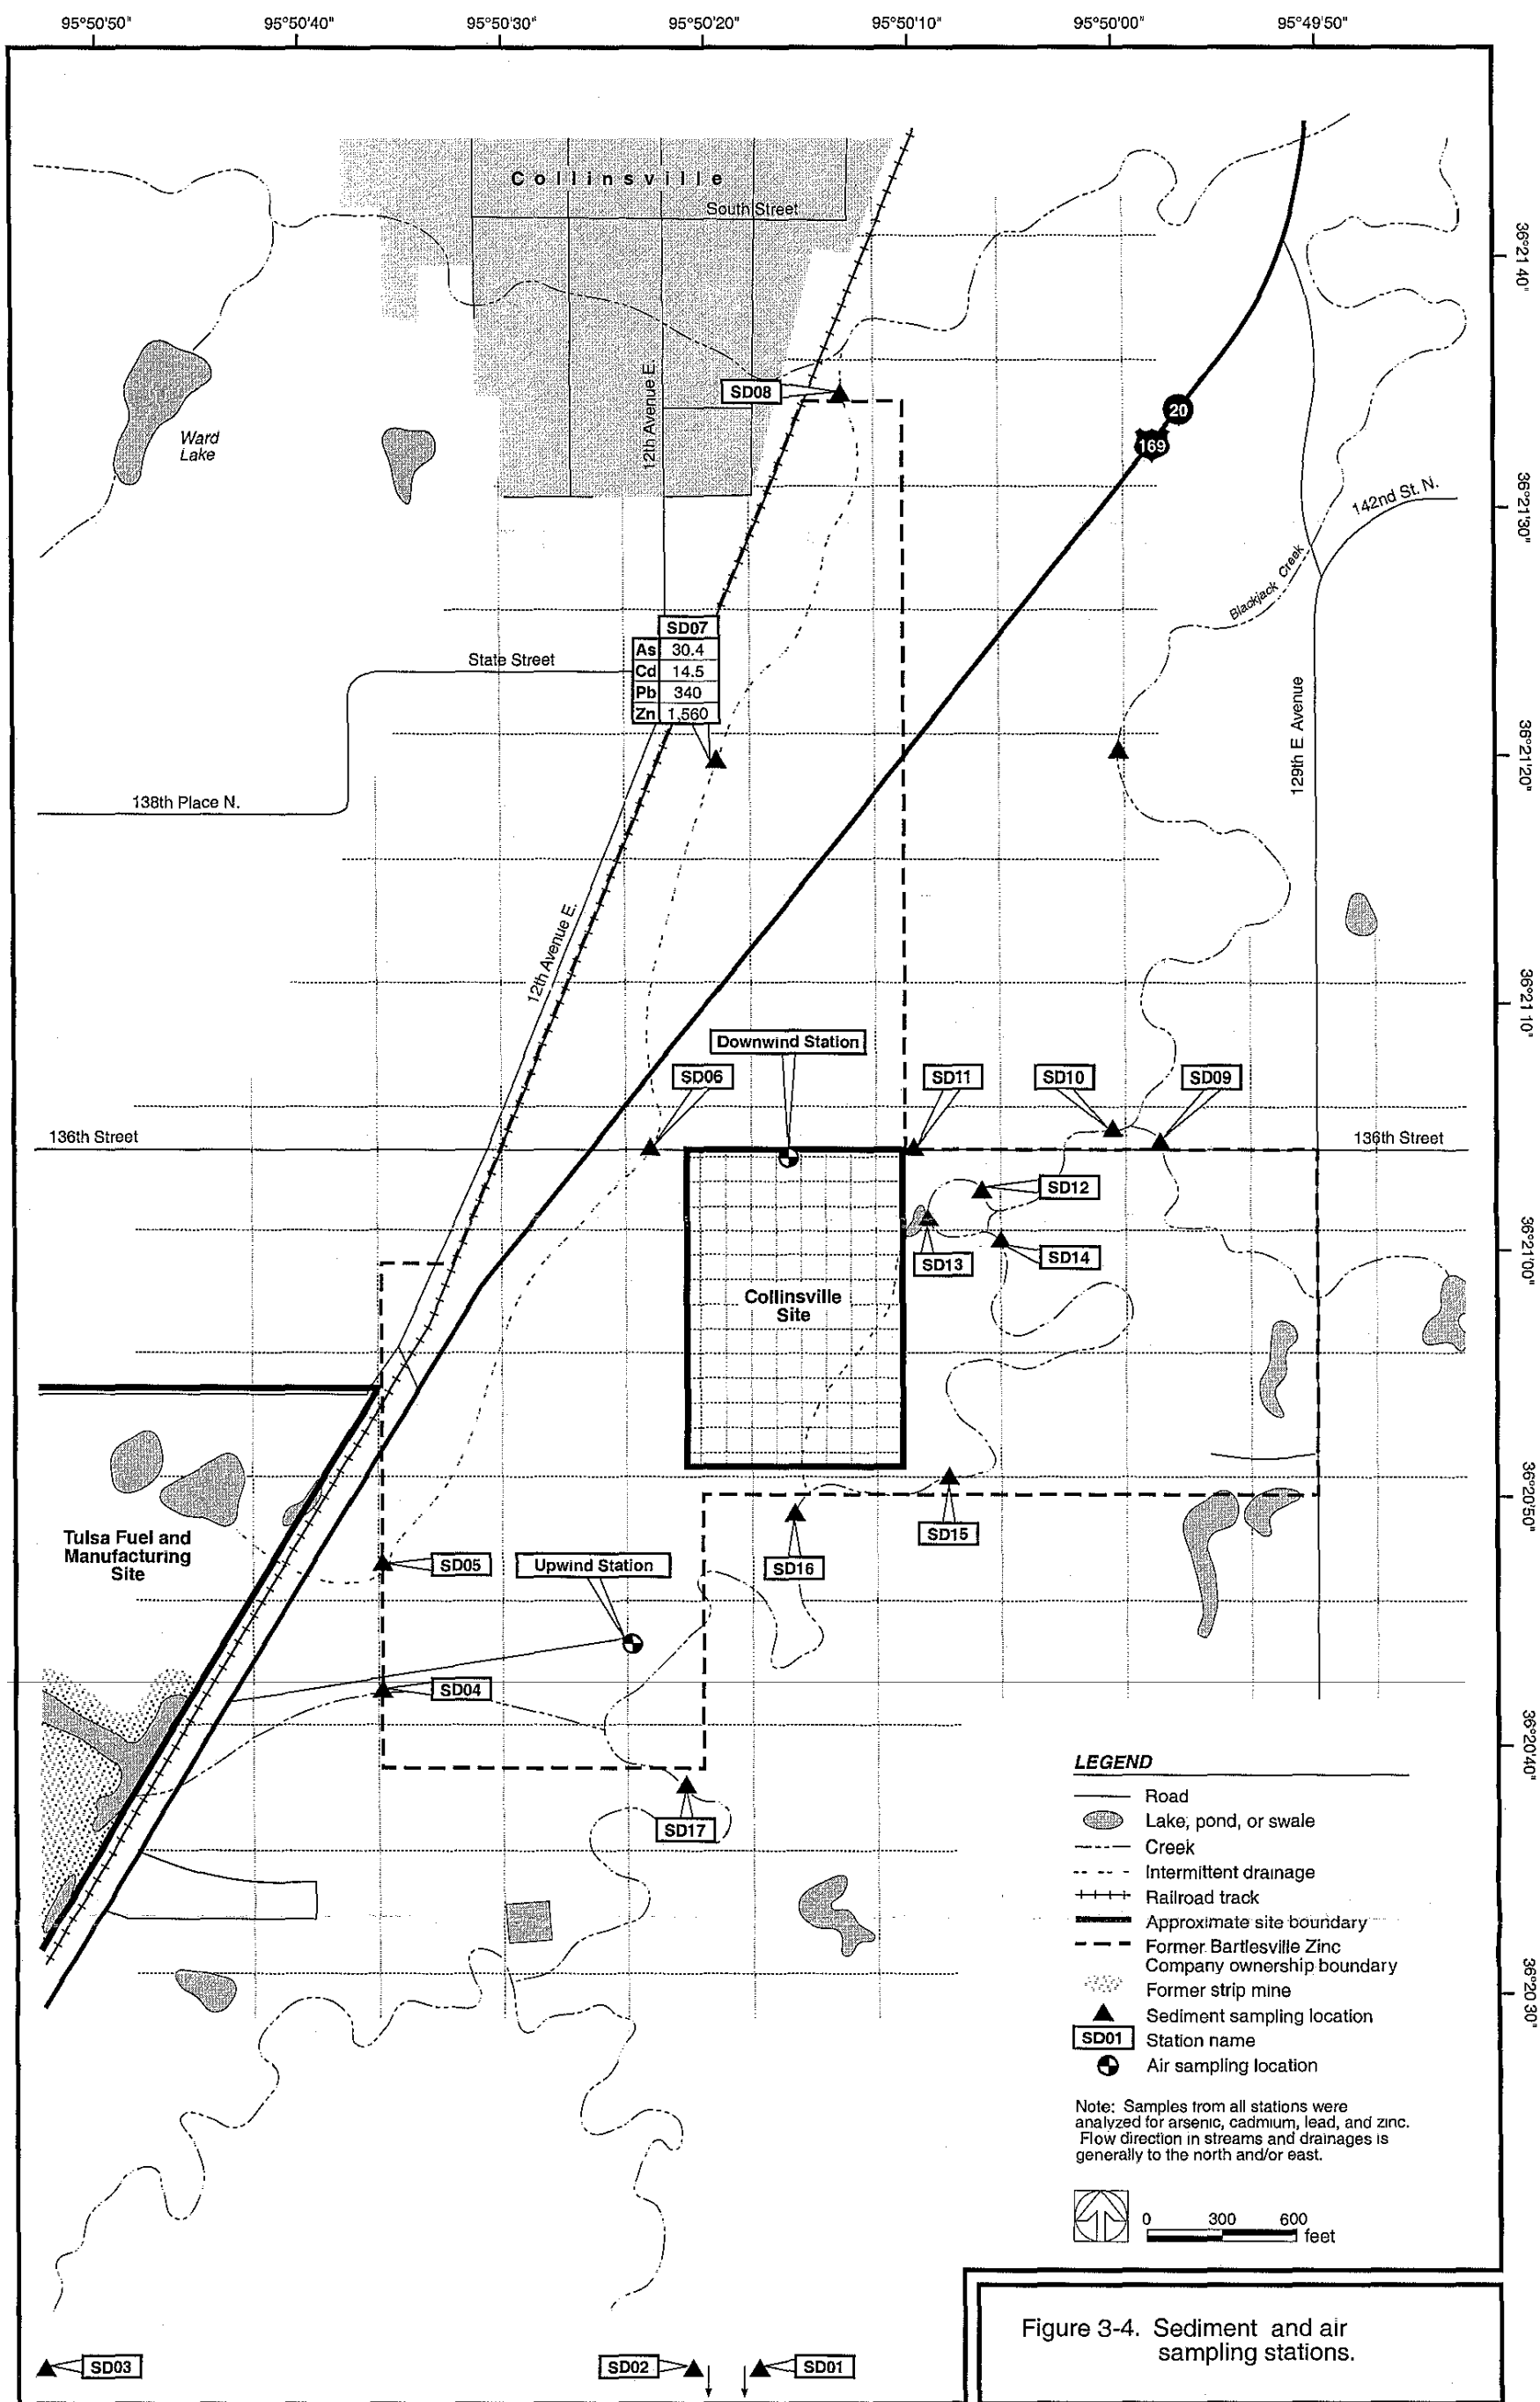 95°50'50"
95°50'40"
95°50'30"
95°50'20"
95°50'10"
95°50'00"
95°49'50"
Collinsville
South Street
36°21'40"
12th Avenue E.
SD08
20
169
Ward
Lake
142nd St. N.
36°21'30"
Blackjack Creek
SD07
As 30.4
Cd 14.5
Pb 340
Zn 1,560
State Street
129th E. Avenue
36°21'20"
138th Place N.
12th Avenue E.
36°21'10"
Downwind Station
SD06
SD11
SD10
SD09
136th Street
136th Street
SD12
SD13
SD14
36°21'00"
Collinsville
Site
36°20'50"
Tulsa Fuel and
Manufacturing
Site
SD15
SD05
Upwind Station
SD16
SD04
36°20'40"
SD17
LEGEND
Road
Lake, pond, or swale
Creek
Intermittent drainage
Railroad track
Approximate site boundary
Former Bartlesville Zinc
Company ownership boundary
Former strip mine
Sediment sampling location
SD01 Station name
Air sampling location
36°20'30"
Note: Samples from all stations were
analyzed for arsenic, cadmium, lead, and zinc.
Flow direction in streams and drainages is
generally to the north and/or east.
0 300 600
feet
Figure 3-4. Sediment and air
sampling stations.
SD03
SD02
SD01